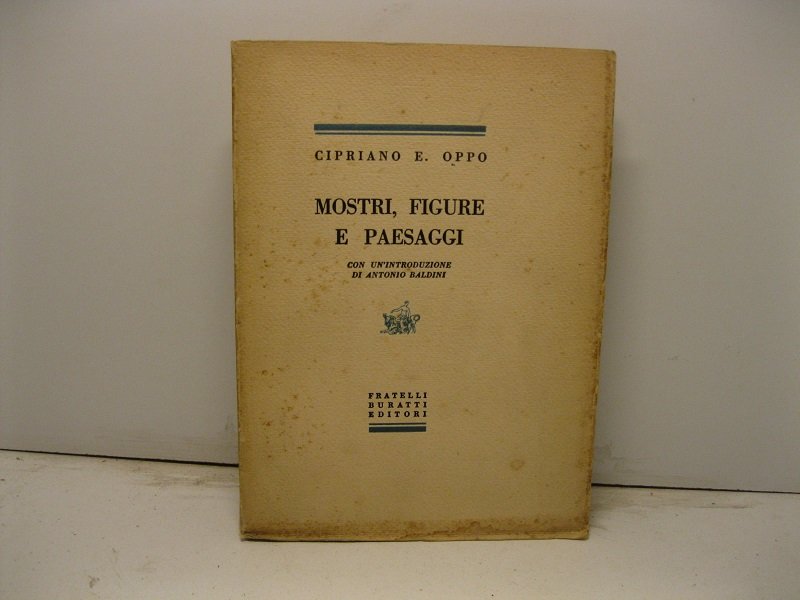 CIPRIANO E. OPPO
MOSTRI, FIGURE
E PAESAGGI
CON UN'INTRODUZIONE
DI ANTONIO BALDINI
FRATELLI
BURATTI
EDITORI